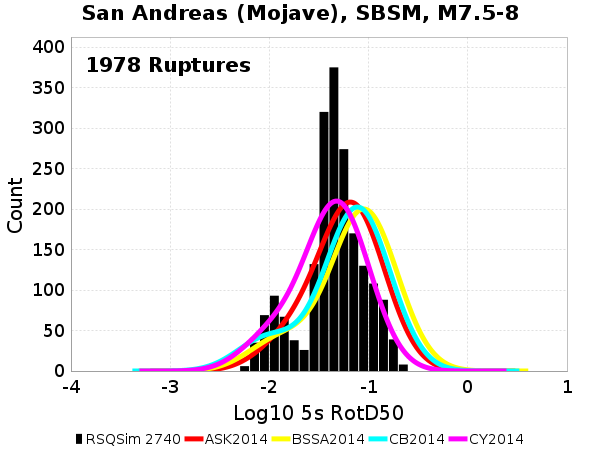 San Andreas (Mojave), SBSM, M7.5-8
1978 Ruptures
Count
400
350
300
250
200
150
100
50
0
-4 -3 -2 -1 0 1
Log10 5s RotD50
RSQSim 2740 ASK2014 BSSA2014 CB2014 CY2014